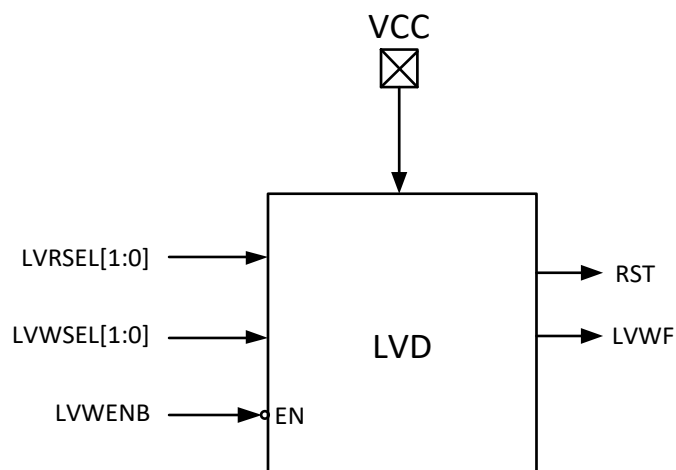 VCC
LVRSEL[1:0]
RST
LVWSEL[1:0]
LVD
LVWF
LVWENB
EN